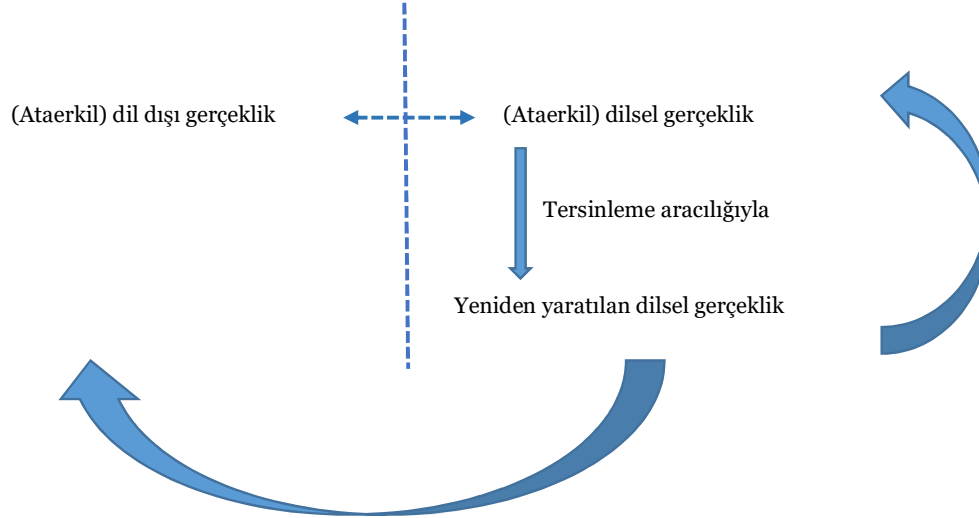 (Ataerkil) dil dışı gerçeklik
(Ataerkil) dilsel gerçeklik
Tersinleme aracılığıyla
Yeniden yaratılan dilsel gerçeklik